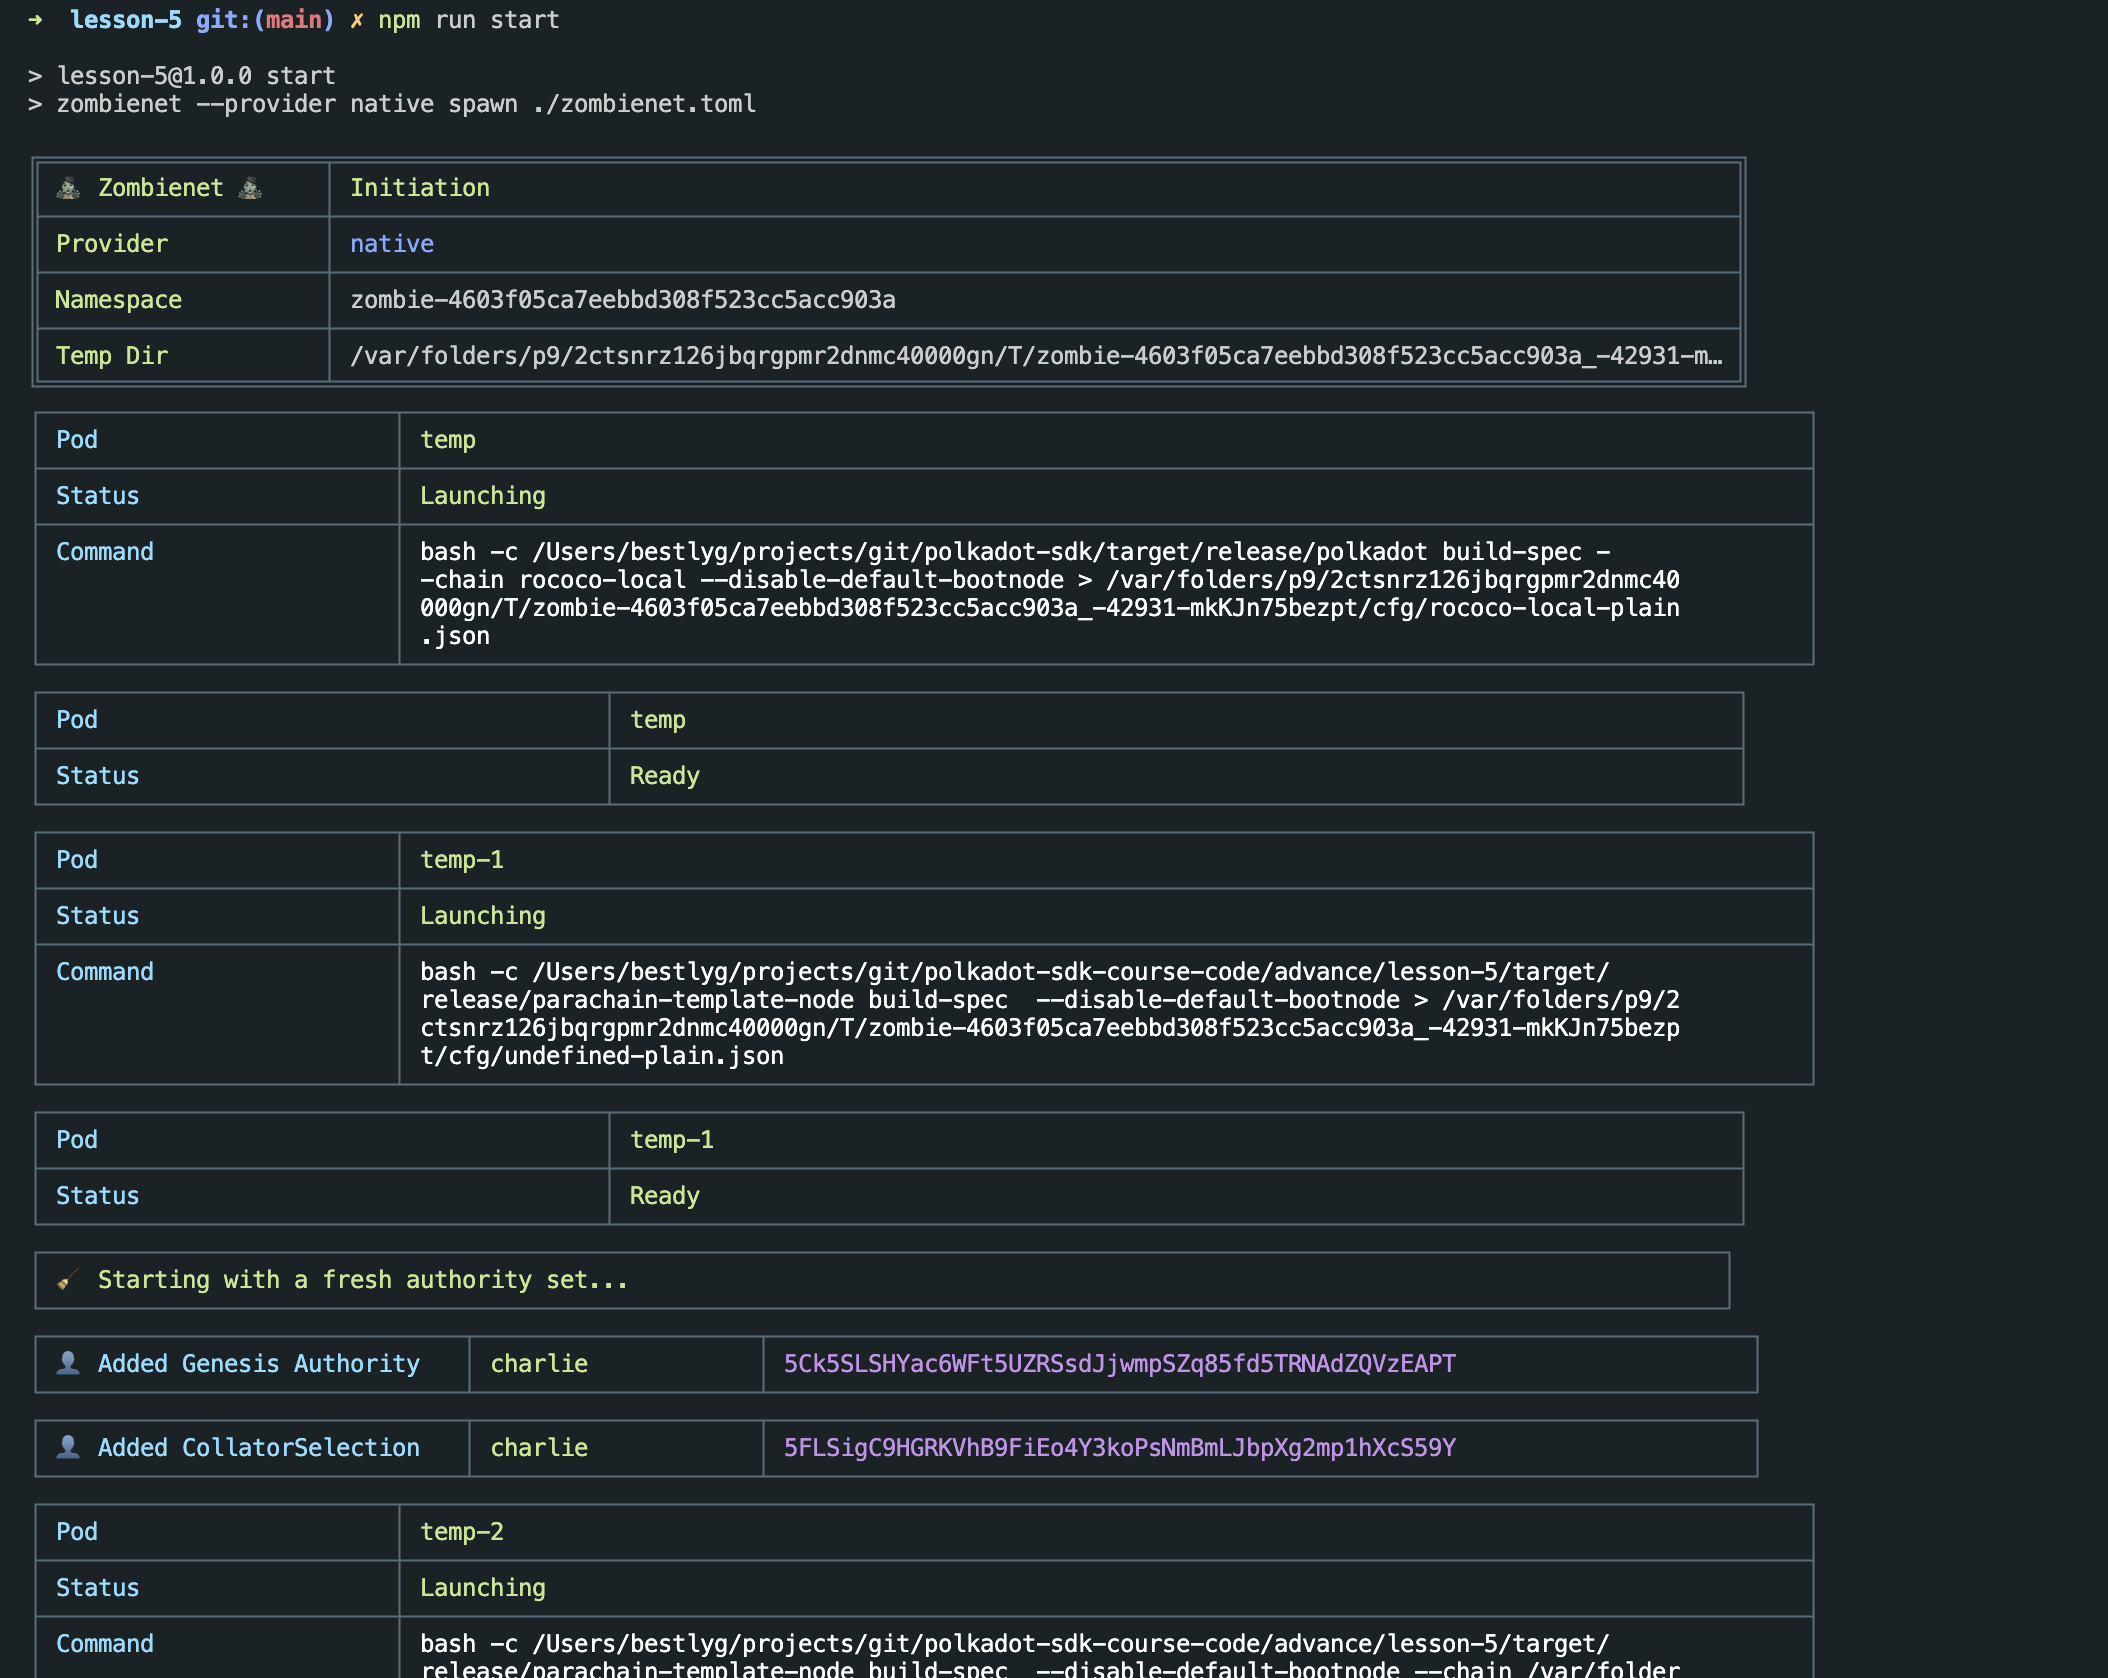 ➜ lesson-5 git:(main) ✗ npm run start
> lesson-5@1.0.0 start
> zombienet --provider native spawn ./zombienet.toml
Zombienet Initiation
Provider native
Namespace zombie-4603f05ca7eebbd308f523cc5acc903a
Temp Dir /var/folders/p9/2ctsnrz126jbqrgpmr2dnmc40000gn/T/zombie-4603f05ca7eebbd308f523cc5acc903a_-42931-m…
Pod temp
Status Launching
Command bash -c /Users/bestlyg/projects/git/polkadot-sdk/target/release/polkadot build-spec -
-chain rococo-local --disable-default-bootnode > /var/folders/p9/2ctsnrz126jbqrgpmr2dnmc40
000gn/T/zombie-4603f05ca7eebbd308f523cc5acc903a_-42931-mkKJn75bezpt/cfg/rococo-local-plain
.json
Pod temp
Status Ready
Pod temp-1
Status Launching
Command bash -c /Users/bestlyg/projects/git/polkadot-sdk-course-code/advance/lesson-5/target/
release/parachain-template-node build-spec  --disable-default-bootnode > /var/folders/p9/2
ctsnrz126jbqrgpmr2dnmc40000gn/T/zombie-4603f05ca7eebbd308f523cc5acc903a_-42931-mkKJn75bezp
t/cfg/undefined-plain.json
Pod temp-1
Status Ready
Starting with a fresh authority set...
Added Genesis Authority charlie 5Ck5SLSHYac6WFt5UZRSsdJjwmpSZq85fd5TRNAdZQVzEAPT
Added CollatorSelection charlie 5FLSigC9HGRKVhB9FiEo4Y3koPsNmBmLJbpXg2mp1hXcS59Y
Pod temp-2
Status Launching
Command bash -c /Users/bestlyg/projects/git/polkadot-sdk-course-code/advance/lesson-5/target/
release/parachain-template-node build-spec  --disable-default-bootnode --chain /var/folder